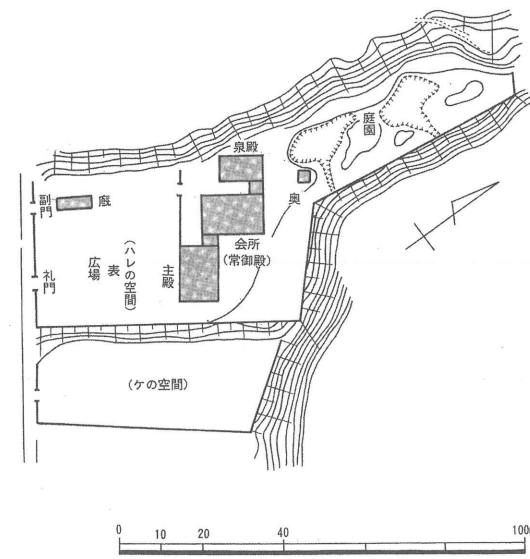 庭園
泉殿
奥
副門
廐
会所
(常御殿)
主殿
(ハレの空間)
表
広場
礼門
(ケの空間)
0 10 20 40 100